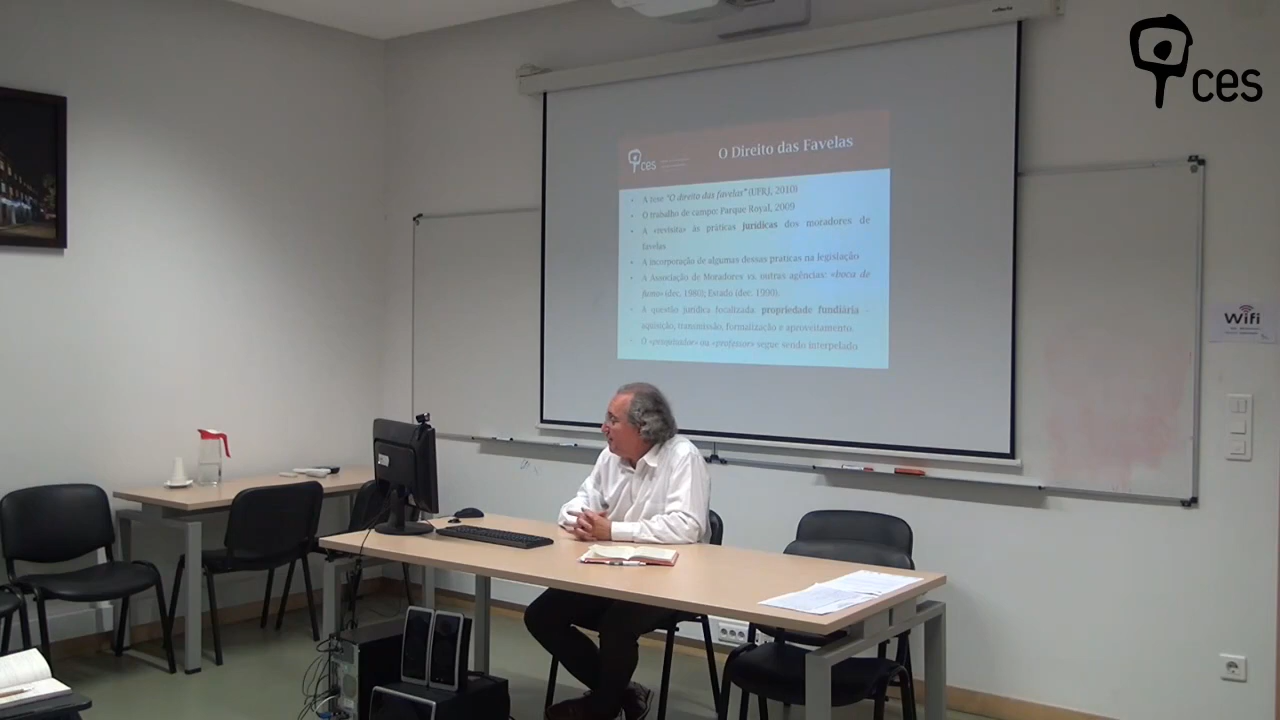 ces
ces
O Direito das Favelas
• A tese "O direito das favelas" (UFRJ, 2010)
• O trabalho de campo: Parque Royal, 2009
• A «revisita» às práticas jurídicas dos moradores de
favelas
• A incorporação de algumas dessas praticas na legislação
• A Associação de Moradores vs. outras agências: «boca de
fumo» (dec. 1980); Estado (dec. 1990).
• A questão jurídica focalizada: propriedade fundiária -
aquisição, transmissão, formalização e aproveitamento
• O «pesquisador» ou «professor» segue sendo interpelado
Wifi